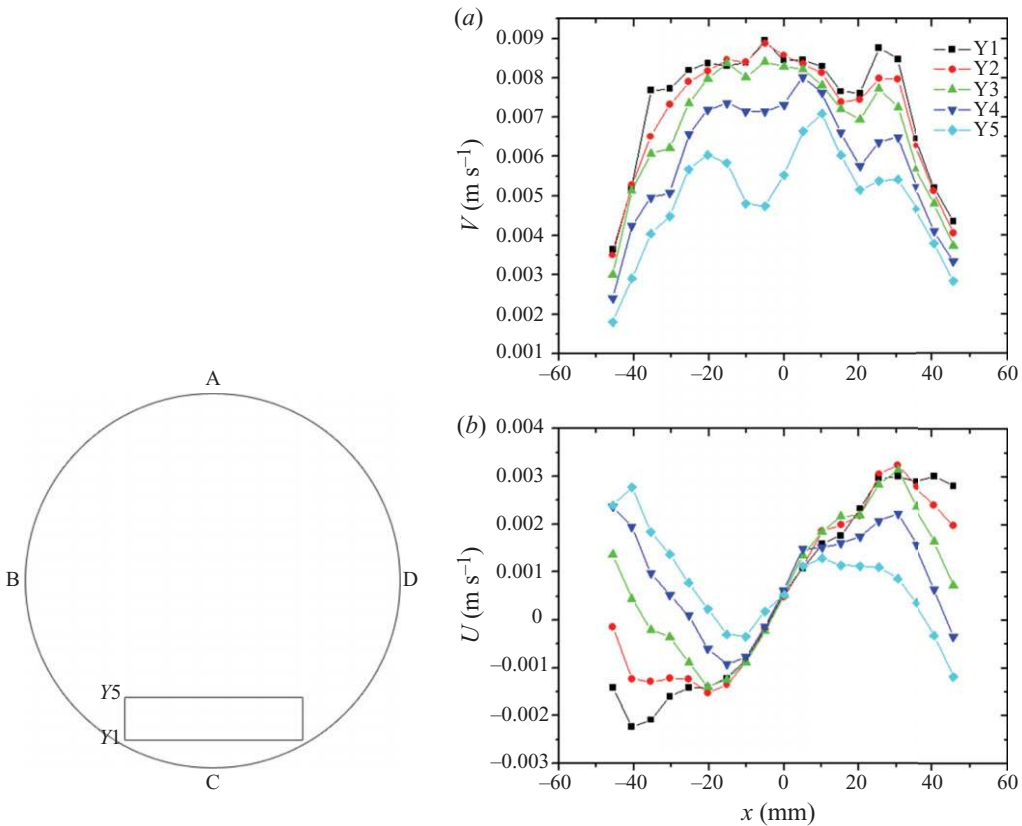 (a)
0.009
0.008
0.007
0.006
0.005
0.004
0.003
0.002
0.001
V (m s⁻¹)
Y1
Y2
Y3
Y4
Y5
–60 –40 –20 0 20 40 60
A
B
D
C
Y5
Y1
(b)
0.004
0.003
0.002
0.001
0
–0.001
–0.002
–0.003
U (m s⁻¹)
–60 –40 –20 0 20 40 60
x (mm)